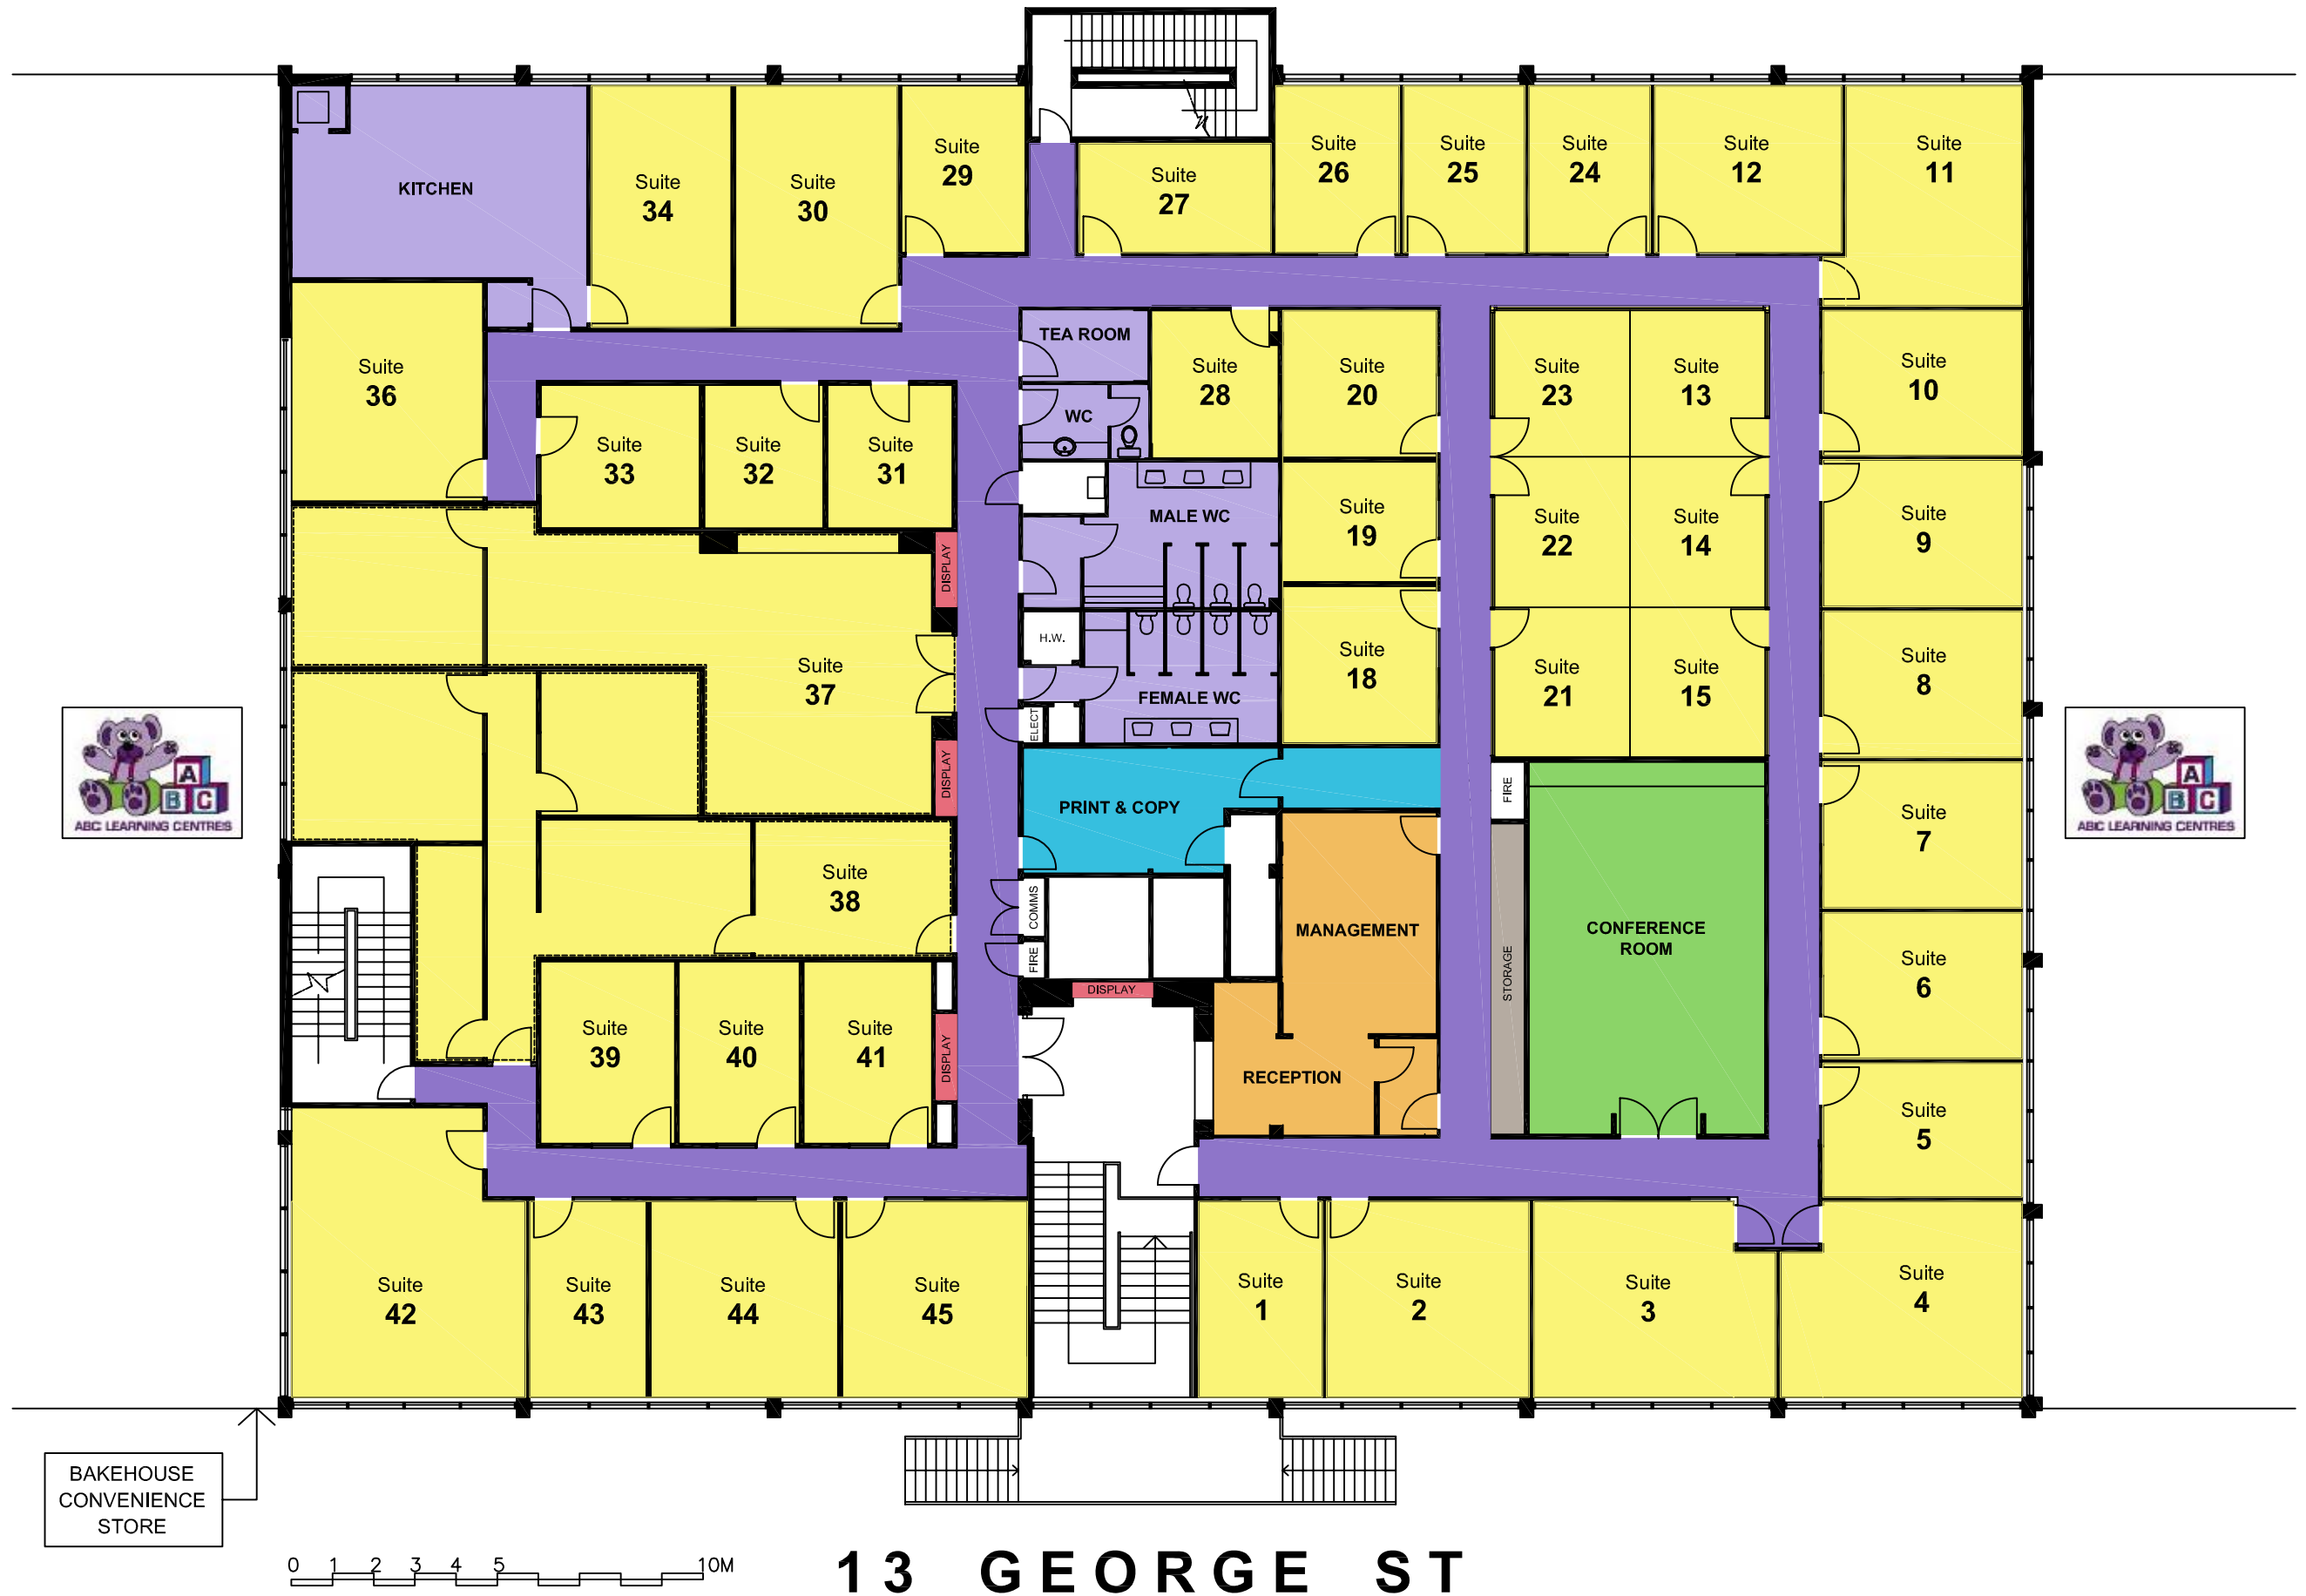 KITCHEN
Suite
34
Suite
30
Suite
29
Suite
27
Suite
26
Suite
25
Suite
24
Suite
12
Suite
11
Suite
36
Suite
33
Suite
32
Suite
31
TEA ROOM
WC
Suite
28
Suite
20
Suite
23
Suite
13
Suite
10
MALE WC
Suite
19
Suite
22
Suite
14
Suite
9
DISPLAY
H.W.
Suite
37
FEMALE WC
Suite
18
Suite
21
Suite
15
Suite
8
ELECT
DISPLAY
A
B C
ABC LEARNING CENTRES
PRINT & COPY
FIRE
Suite
7
A
B C
ABC LEARNING CENTRES
Suite
38
COMMS
FIRE
MANAGEMENT
STORAGE
CONFERENCE
ROOM
Suite
6
DISPLAY
Suite
39
Suite
40
Suite
41
DISPLAY
RECEPTION
Suite
5
Suite
42
Suite
43
Suite
44
Suite
45
Suite
1
Suite
2
Suite
3
Suite
4
BAKEHOUSE
CONVENIENCE
STORE
0 1 2 3 4 5 10M
13 GEORGE ST